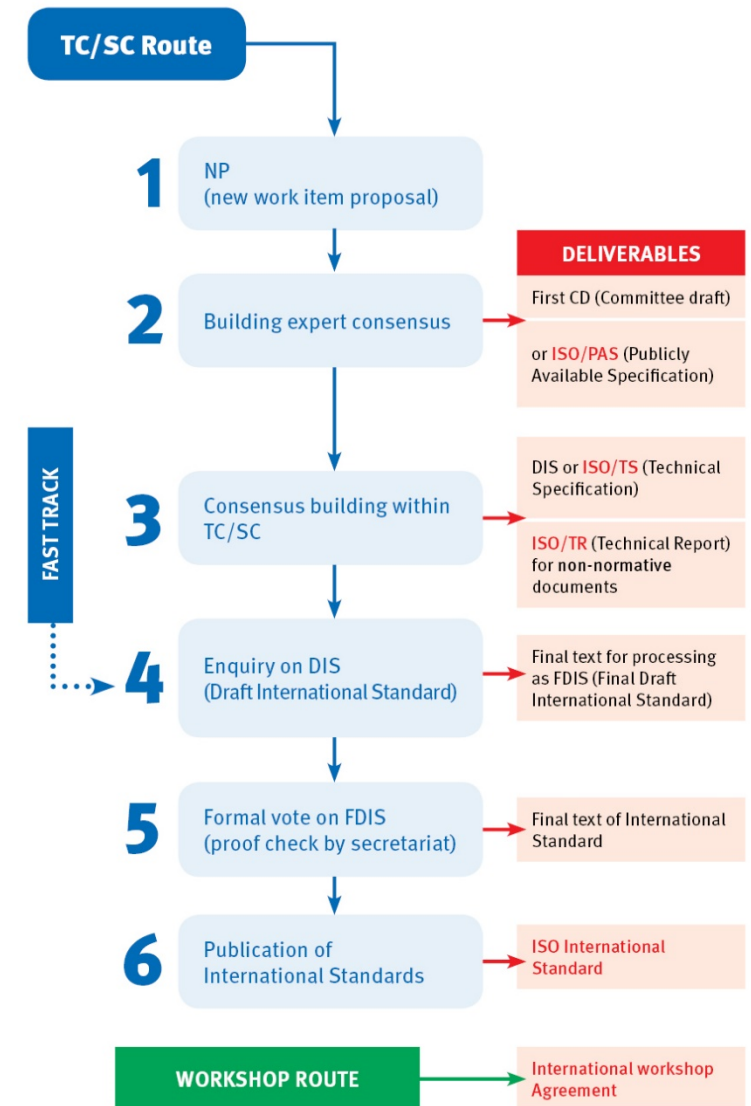 TC/SC Route
1
NP
(new work item proposal)
DELIVERABLES
2
Building expert consensus
First CD (Committee draft)
or ISO/PAS (Publicly
Available Specification)
FAST TRACK
3
Consensus building within
TC/SC
DIS or ISO/TS (Technical
Specification)
ISO/TR (Technical Report)
for non-normative
documents
4
Enquiry on DIS
(Draft International Standard)
Final text for processing
as FDIS (Final Draft
International Standard)
5
Formal vote on FDIS
(proof check by secretariat)
Final text of International
Standard
6
Publication of
International Standards
ISO International
Standard
WORKSHOP ROUTE
International workshop
Agreement